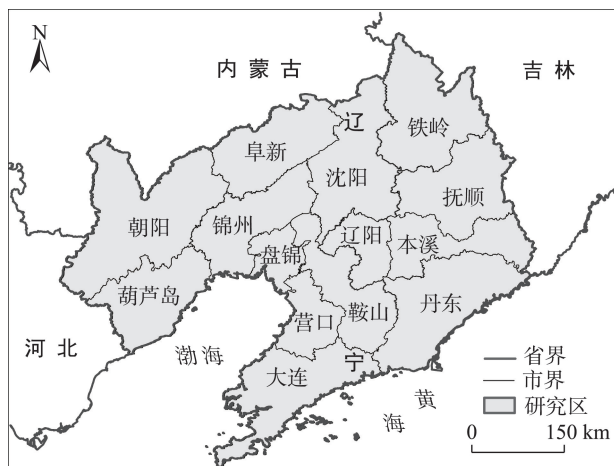 N
内蒙古
吉林
辽
铁岭
阜新
沈阳
抚顺
朝阳
锦州
辽阳
本溪
盘锦
葫芦岛
丹东
营口
鞍山
河北
渤海
宁
大连
黄
海
省界
市界
研究区
0 150 km